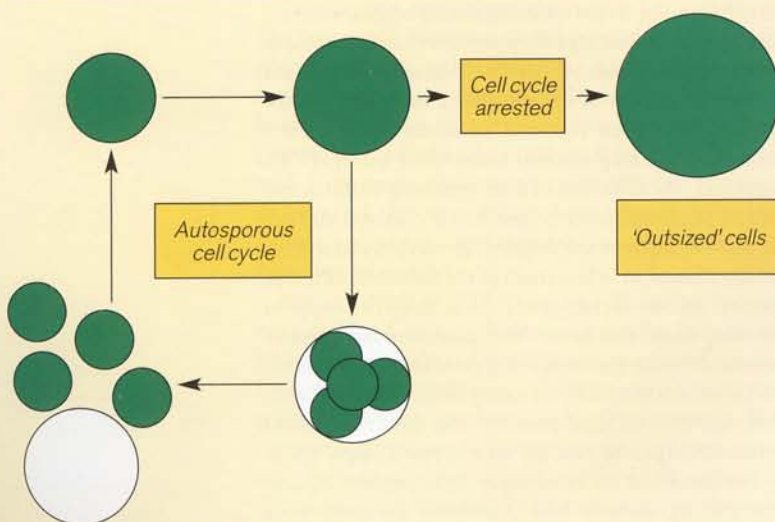 Cell cycle
arrested
'Outsized' cells
Autosporous
cell cycle